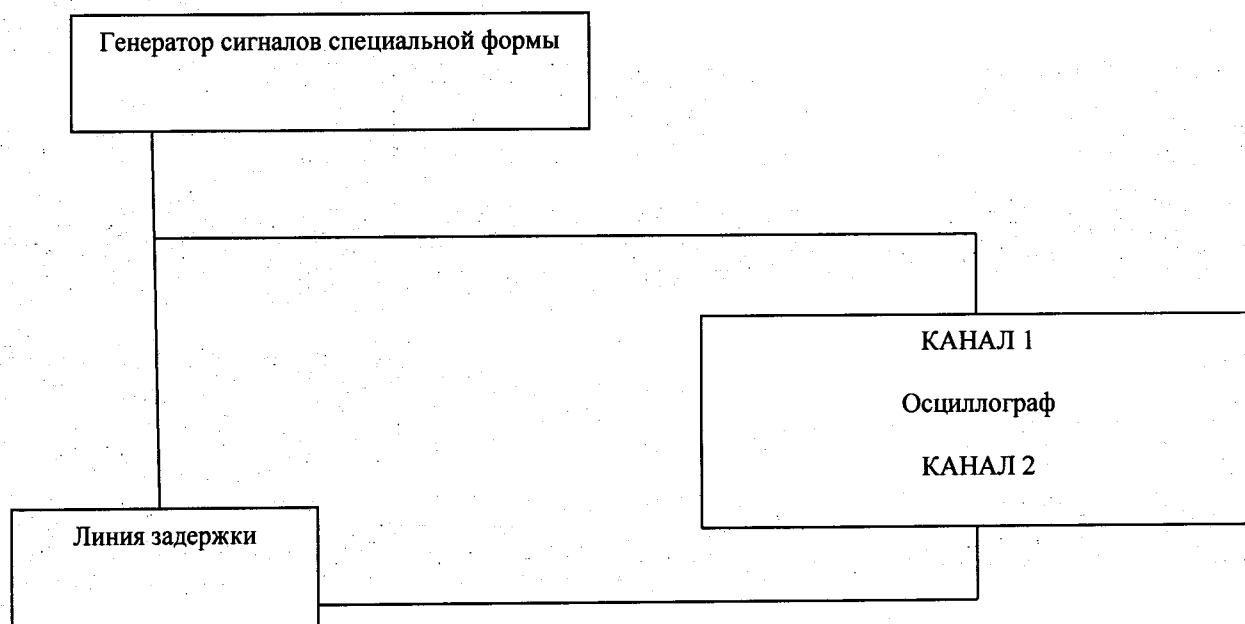 Генератор сигналов специальной формы
КАНАЛ 1
Осциллограф
КАНАЛ 2
Линия задержки